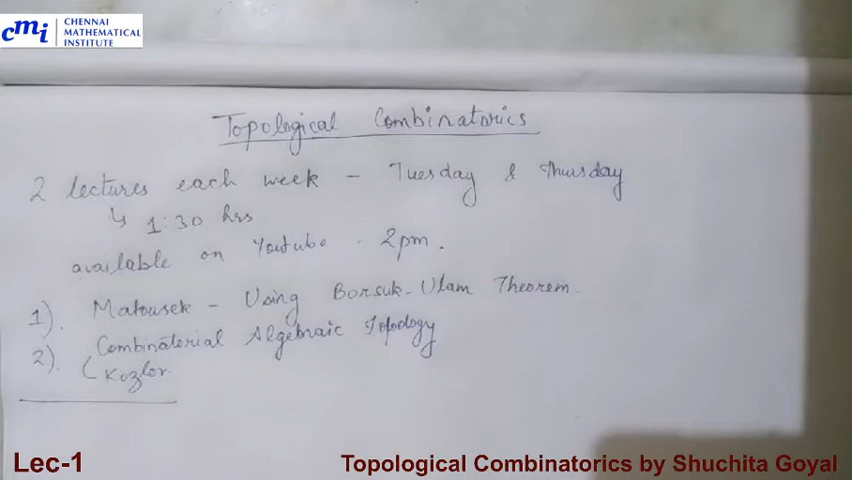 cmi
CHENNAI
MATHEMATICAL
INSTITUTE
Topological Combinatorics
2 lectures each week - Tuesday & Thursday
↳ 1:30 hrs
available on Youtube - 2pm.
1). Matousek - Using Borsuk-Ulam Theorem.
2). Combinatorial Algebraic Topology
(Kozlov.
Lec-1
Topological Combinatorics by Shuchita Goyal